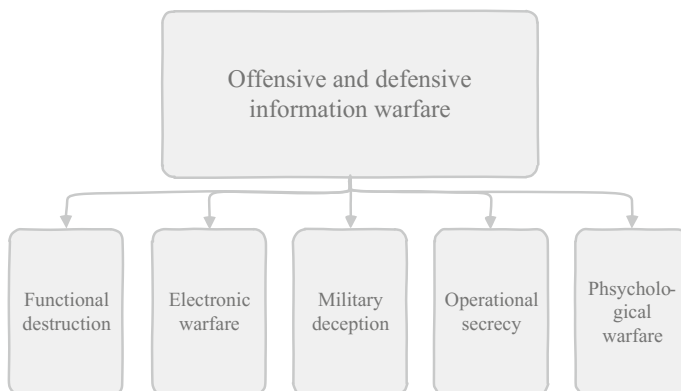 Offensive and defensive
information warfare
Functional
destruction
Electronic
warfare
Military
deception
Operational
secrecy
Phsycholo-
gical
warfare